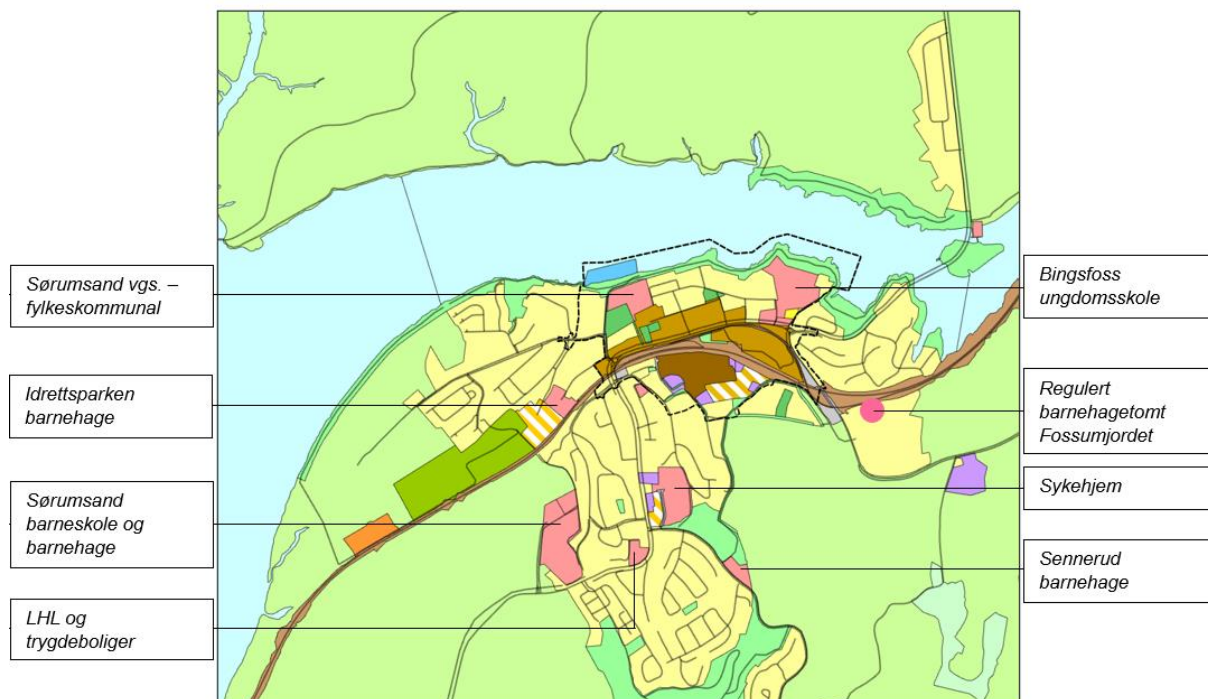 Sørumsand vgs. –
fylkeskommunal
Idrettsparken
barnehage
Sørumsand
barneskole og
barnehage
LHL og
trygdeboliger
Bingsfoss
ungdomsskole
Regulert
barnehagetomt
Fossumjordet
Sykehjem
Sennerud
barnehage